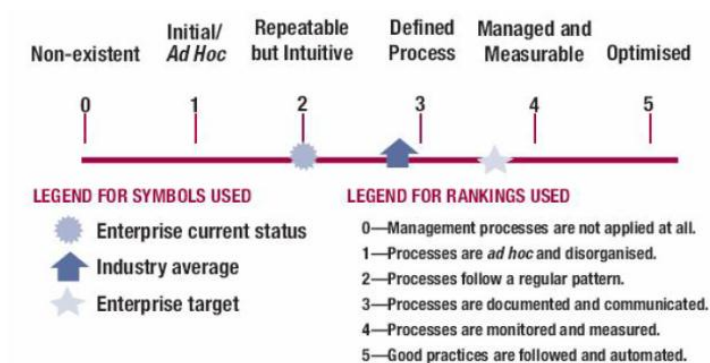 Non-existent
Initial/
Ad Hoc
Repeatable
but Intuitive
Defined
Process
Managed and
Measurable
Optimised
0 1 2 3 4 5
LEGEND FOR SYMBOLS USED
Enterprise current status
Industry average
Enterprise target
LEGEND FOR RANKINGS USED
0—Management processes are not applied at all.
1—Processes are ad hoc and disorganised.
2—Processes follow a regular pattern.
3—Processes are documented and communicated.
4—Processes are monitored and measured.
5—Good practices are followed and automated.